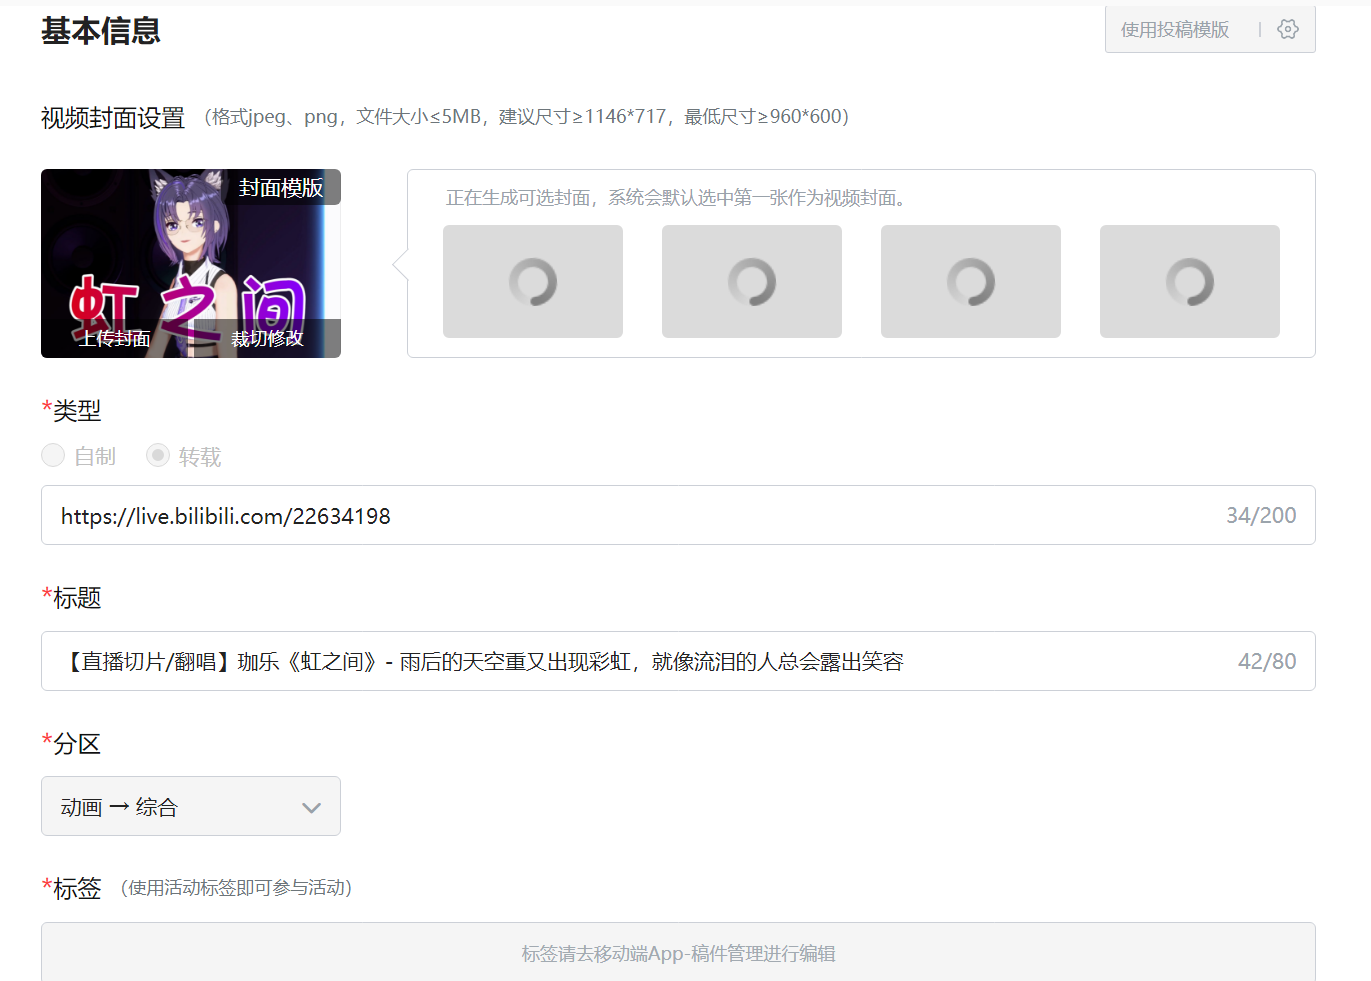 基本信息
使用投稿模版
视频封面设置 （格式jpeg、png，文件大小≤5MB，建议尺寸≥1146*717，最低尺寸≥960*600）
封面模版
虹之间
上传封面 裁切修改
正在生成可选封面，系统会默认选中第一张作为视频封面。
*类型
自制 转载
https://live.bilibili.com/22634198 34/200
*标题
【直播切片/翻唱】珈乐《虹之间》- 雨后的天空重又出现彩虹，就像流泪的人总会露出笑容 42/80
*分区
动画 → 综合
*标签 （使用活动标签即可参与活动）
标签请去移动端App-稿件管理进行编辑